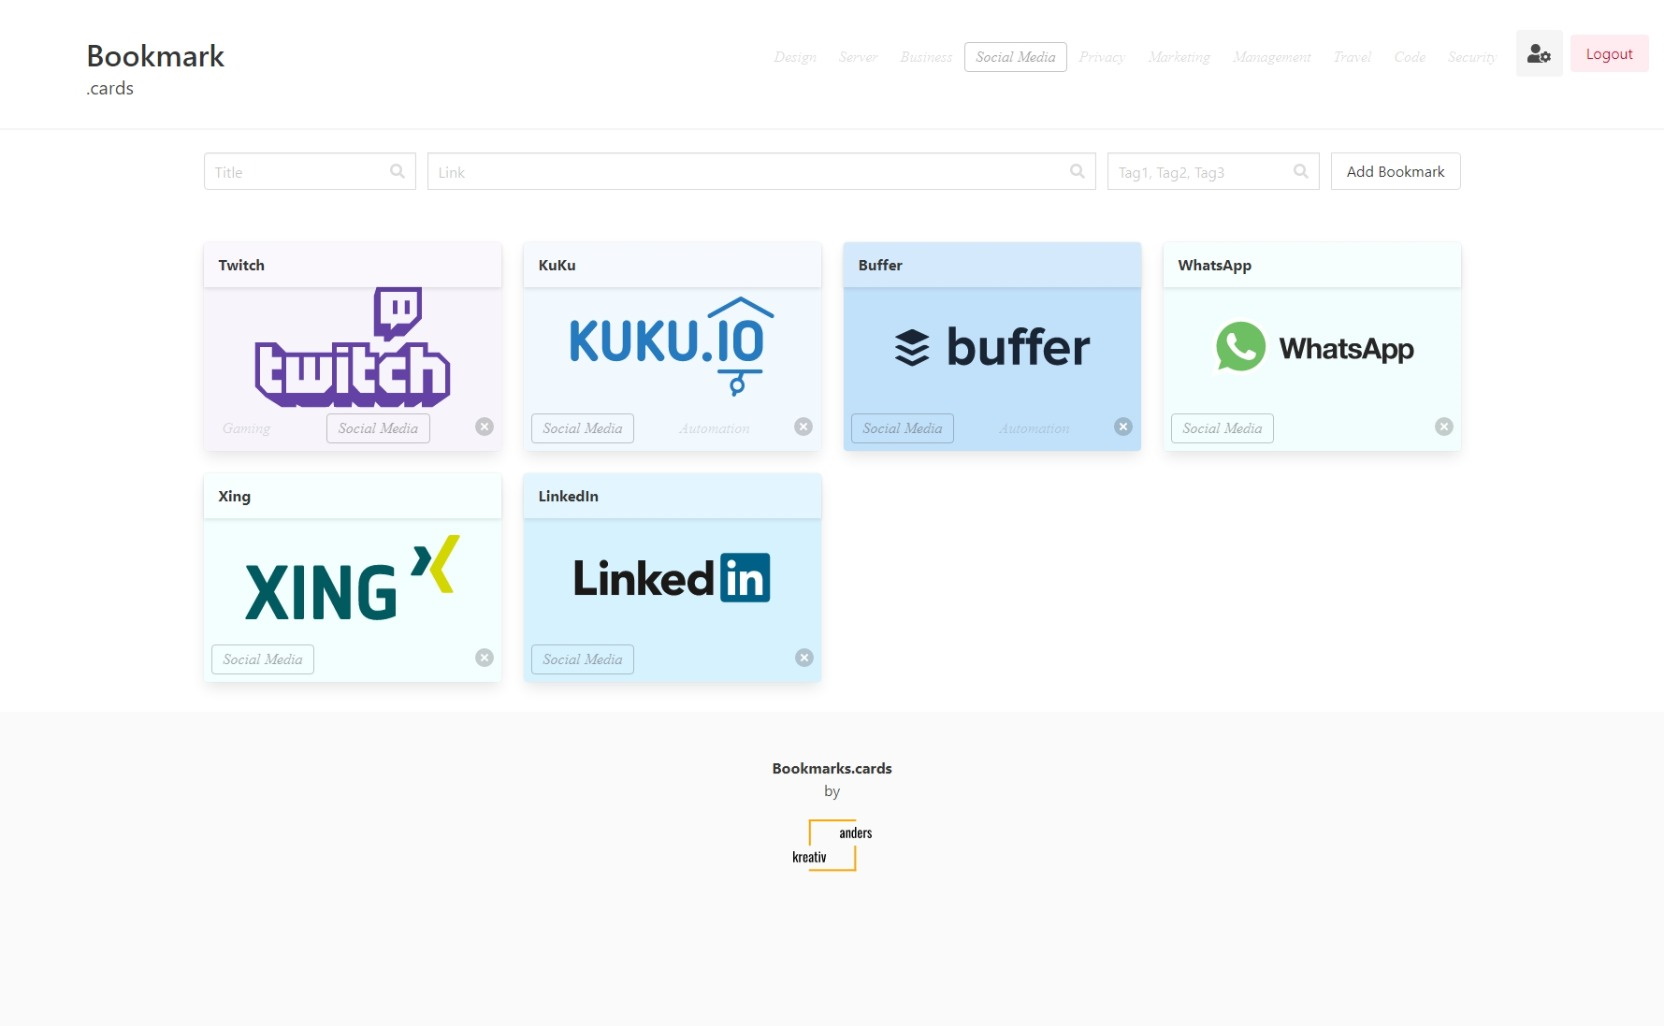 Bookmark
.cards
Design Server Business Social Media Privacy Marketing Management Travel Code Security Logout
Title Link Tag1, Tag2, Tag3 Add Bookmark
Twitch
twitch
Gaming Social Media
KuKu
KUKU.IO
Social Media Automation
Buffer
buffer
Social Media Automation
WhatsApp
WhatsApp
Social Media
Xing
XING
Social Media
LinkedIn
Linkedin
Social Media
Bookmarks.cards
by
anders
kreativ